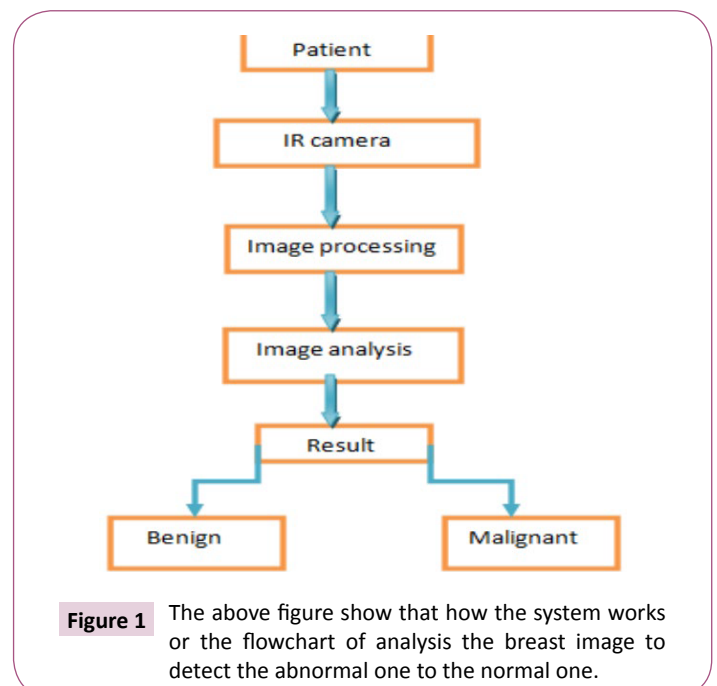 Patient
IR camera
Image processing
Image analysis
Result
Benign
Malignant
Figure 1
The above figure show that how the system works
or the flowchart of analysis the breast image to
detect the abnormal one to the normal one.